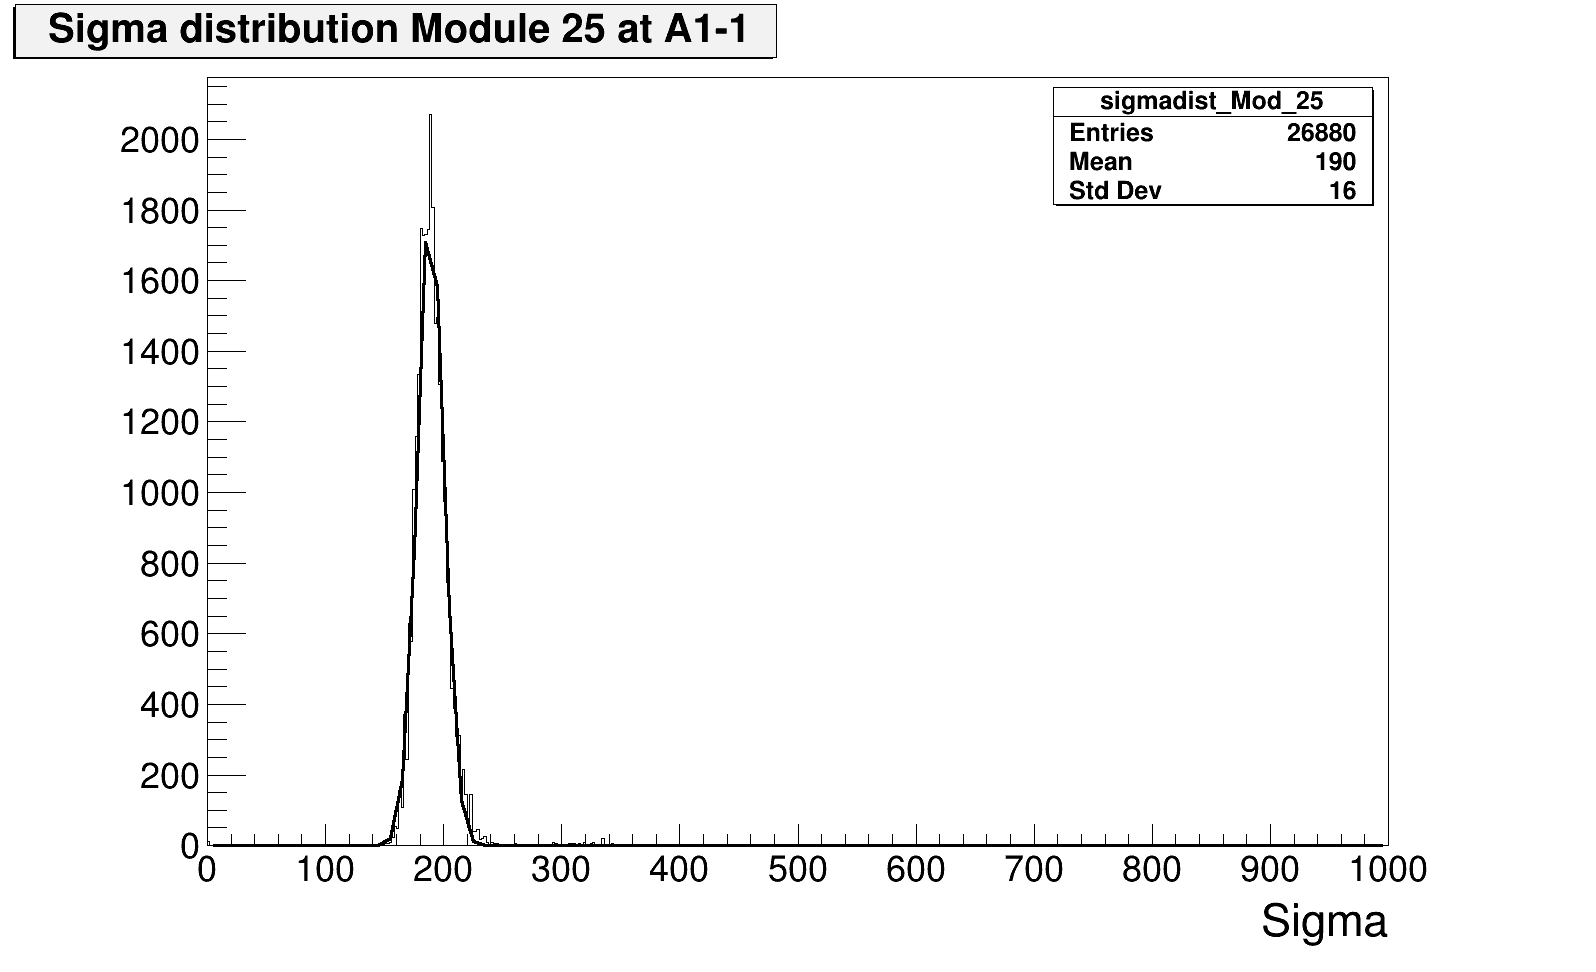 Sigma distribution Module 25 at A1-1
sigmadist_Mod_25
Entries 26880
Mean 190
Std Dev 16
2000
1800
1600
1400
1200
1000
800
600
400
200
0
0 100 200 300 400 500 600 700 800 900 1000
Sigma